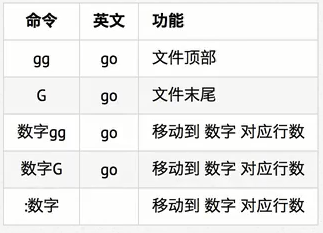 命令 英文 功能
gg go 文件顶部
G go 文件末尾
数字gg go 移动到 数字 对应行数
数字G go 移动到 数字 对应行数
:数字 移动到 数字 对应行数